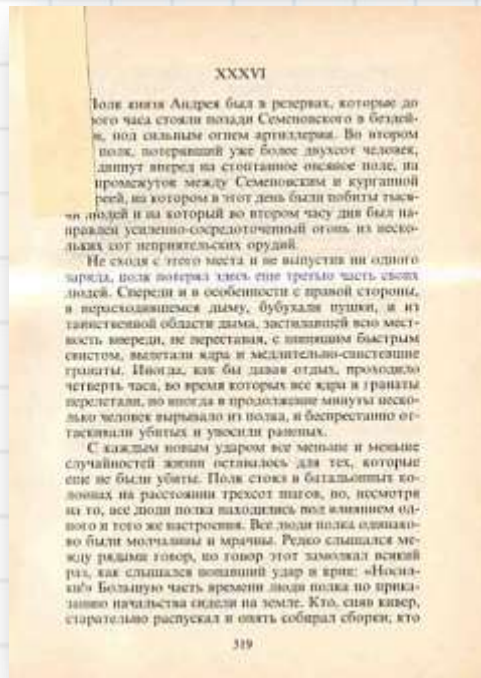 XXXVI
Полк князя Андрея был в резервах, которые до
рого часа стояли позади Семеновского в бездей-
и, под сильным огнем артиллерии. Во втором
полк, потерявший уже более двухсот человек,
двинут вперед на стоптанное овсяное поле, на
промежуток между Семеновским и курганной
реей, на котором в этот день были побиты тыся-
чи людей и на который во втором часу дня был на-
правлен усиленно-сосредоточенный огонь из несколь-
ьких сот неприятельских орудий.
Не сходя с этого места и не выпустив ни одного
заряда, полк потерял здесь еще третью часть своих
людей. Спереди и в особенности с правой стороны,
в нерасходившемся дыму, бубухали пушки, и из
таинственной области дыма, застилавшей всю мест-
ность впереди, не переставая, с шипящим быстрым
свистом, вылетали ядра и медлительно-свистевшие
гранаты. Иногда, как бы давая отдых, проходило
четверть часа, во время которых все ядра и гранаты
перелетали, но иногда в продолжение минуты несколь-
ко человек вырывало из полка, и беспрестанно от-
таскивали убитых и уносили раненых.
С каждым новым ударом все меньше и меньше
случайностей жизни оставалось для тех, которые
еще не были убиты. Полк стоял в батальонных ко-
лоннах на расстоянии трехсот шагов, но, несмотря
на то, все люди полка находились под влиянием од-
ного и того же настроения. Все люди полка одинако-
во были молчаливы и мрачны. Редко слышался ме-
жду рядами говор, но говор этот замолкал всякий
раз, как слышался попавший удар и крик: «Носил-
ки!» Большую часть времени люди полка по прика-
занию начальства сидели на земле. Кто, сняв кивер,
старательно распускал и опять собирал сборки; кто
319